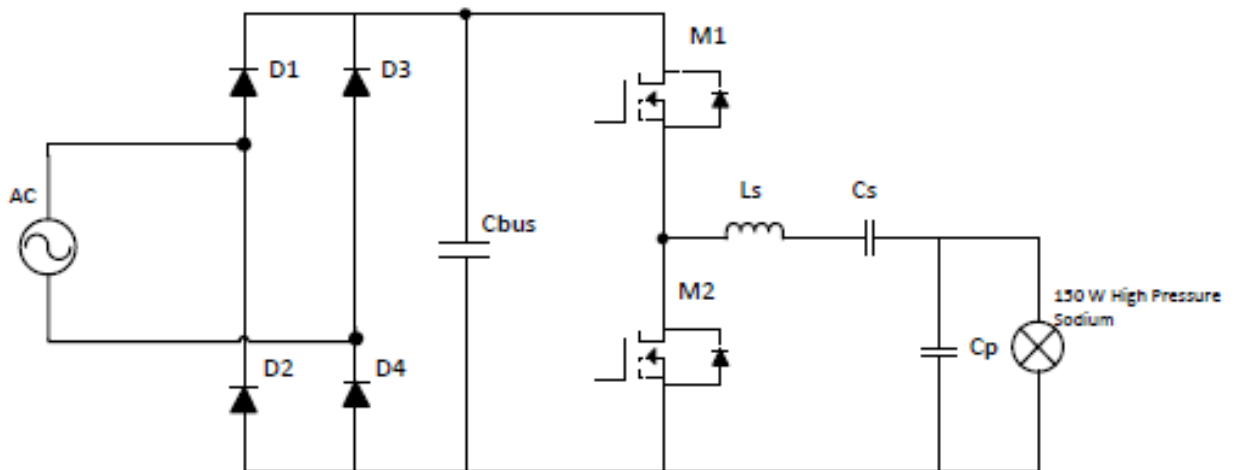 M1
D1
D3
AC
Cbus
Ls
Cs
M2
150 W High Pressure
Sodium
Cp
D2
D4